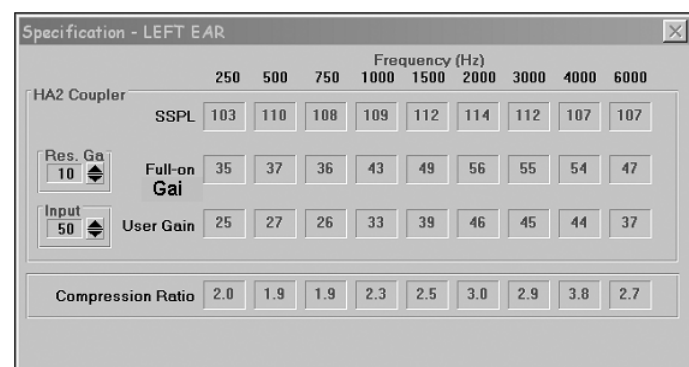 Specification - LEFT EAR
Frequency (Hz)
250 500 750 1000 1500 2000 3000 4000 6000
HA2 Coupler
SSPL 103 110 108 109 112 114 112 107 107
Res. Ga
10
Full-on 35 37 36 43 49 56 55 54 47
Gai
Input
50
User Gain 25 27 26 33 39 46 45 44 37
Compression Ratio 2.0 1.9 1.9 2.3 2.5 3.0 2.9 3.8 2.7